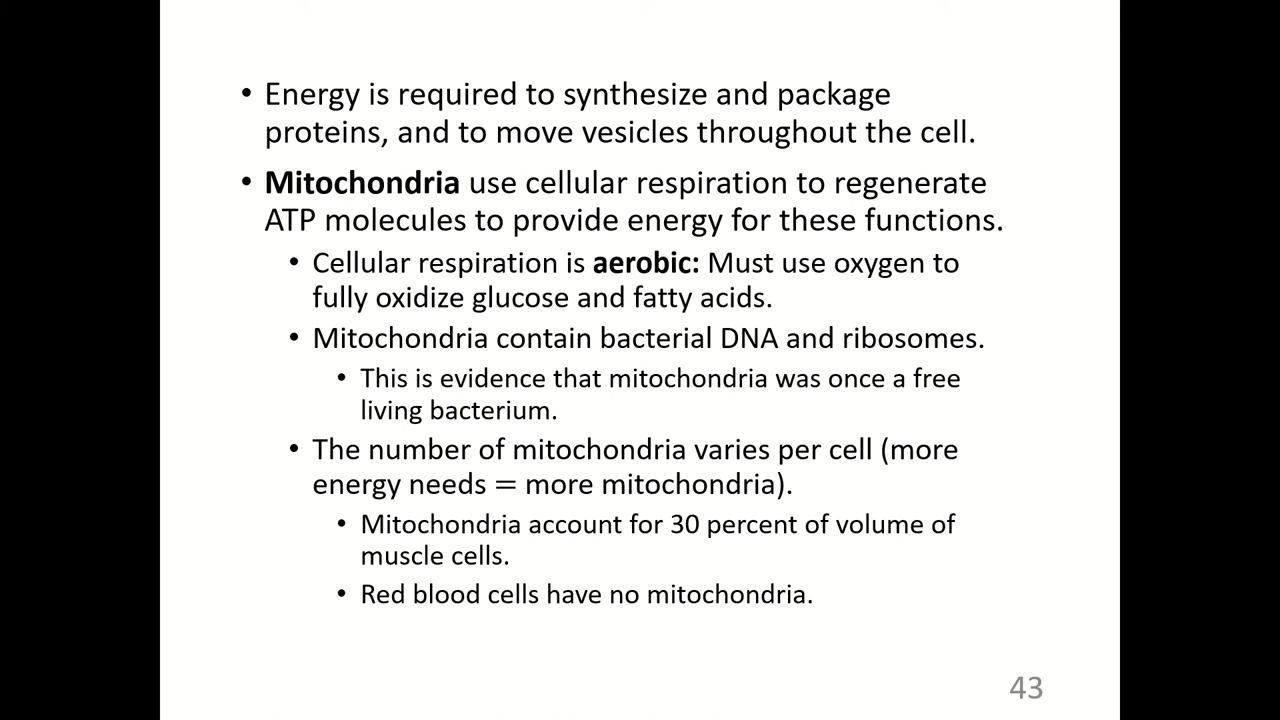 • Energy is required to synthesize and package
proteins, and to move vesicles throughout the cell.
• Mitochondria use cellular respiration to regenerate
ATP molecules to provide energy for these functions.
• Cellular respiration is aerobic: Must use oxygen to
fully oxidize glucose and fatty acids.
• Mitochondria contain bacterial DNA and ribosomes.
• This is evidence that mitochondria was once a free
living bacterium.
• The number of mitochondria varies per cell (more
energy needs = more mitochondria).
• Mitochondria account for 30 percent of volume of
muscle cells.
• Red blood cells have no mitochondria.
43